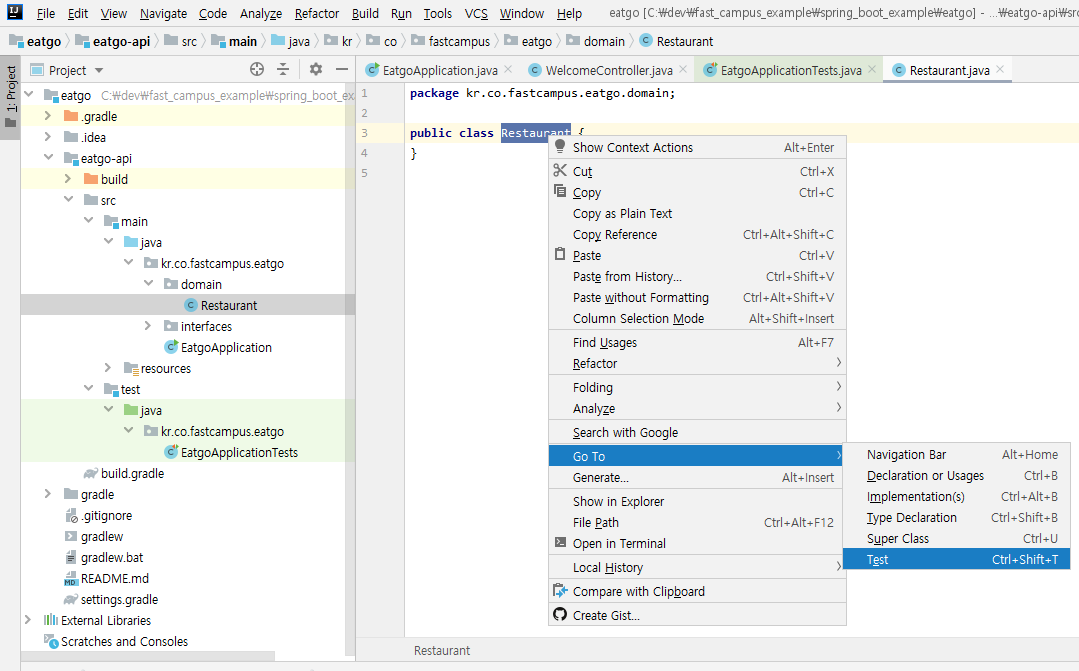 File Edit View Navigate Code Analyze Refactor Build Run Tools VCS Window Help eatgo [C:₩dev₩fast_campus_example₩spring_boot_example₩eatgo] - ...₩eatgo-api₩src
eatgo eatgo-api src main java kr co fastcampus eatgo domain Restaurant
1: Project
Project
EatgoApplication.java WelcomeController.java EatgoApplicationTests.java Restaurant.java
eatgo C:₩dev₩fast_campus_example₩spring_boot_ex
.gradle
.idea
eatgo-api
build
src
main
java
kr.co.fastcampus.eatgo
domain
Restaurant
interfaces
EatgoApplication
resources
test
java
kr.co.fastcampus.eatgo
EatgoApplicationTests
build.gradle
gradle
.gitignore
gradlew
gradlew.bat
README.md
settings.gradle
External Libraries
Scratches and Consoles
1 package kr.co.fastcampus.eatgo.domain;
2
3 public class Restaurant {
4 }
5
Show Context Actions Alt+Enter
Cut Ctrl+X
Copy Ctrl+C
Copy as Plain Text
Copy Reference Ctrl+Alt+Shift+C
Paste Ctrl+V
Paste from History... Ctrl+Shift+V
Paste without Formatting Ctrl+Alt+Shift+V
Column Selection Mode Alt+Shift+Insert
Find Usages Alt+F7
Refactor
Folding
Analyze
Search with Google
Go To
Generate... Alt+Insert
Show in Explorer
File Path Ctrl+Alt+F12
Open in Terminal
Local History
Compare with Clipboard
Create Gist...
Navigation Bar Alt+Home
Declaration or Usages Ctrl+B
Implementation(s) Ctrl+Alt+B
Type Declaration Ctrl+Shift+B
Super Class Ctrl+U
Test Ctrl+Shift+T
Restaurant